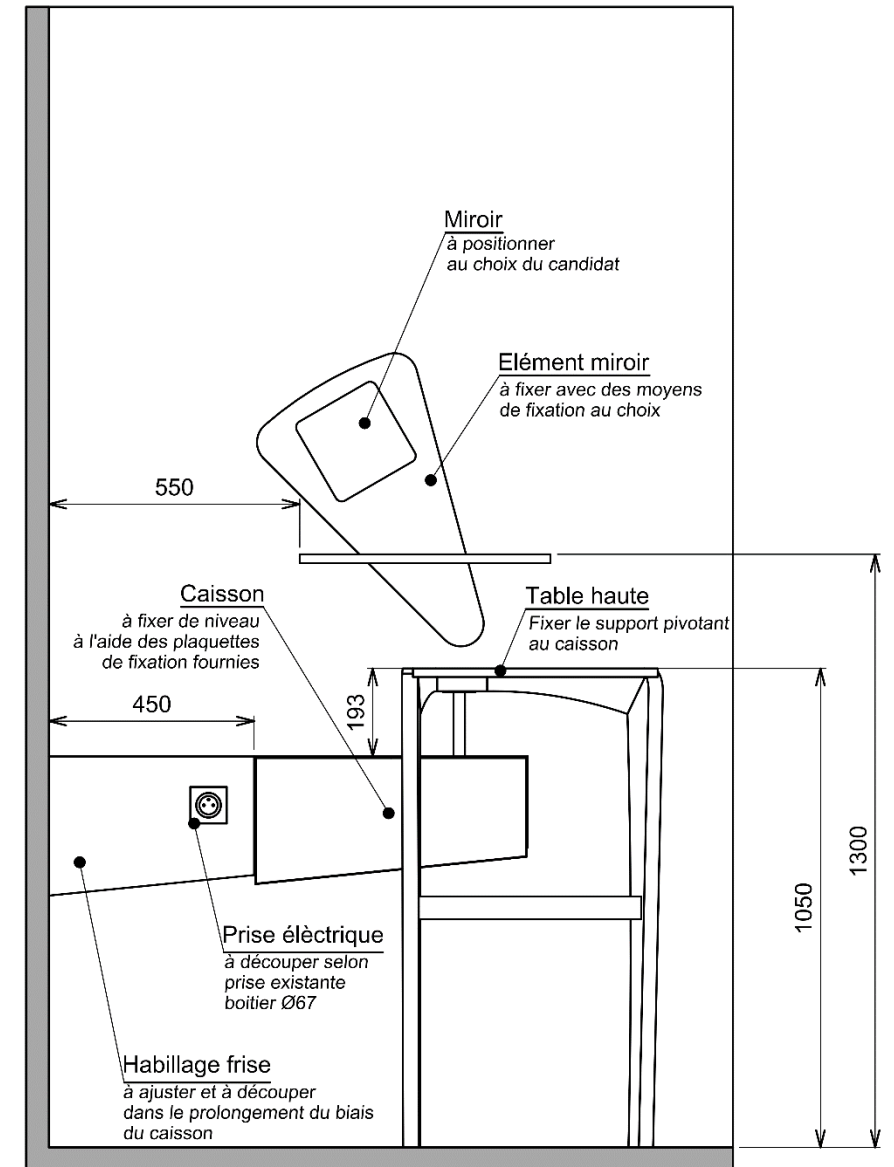 Miroir
à positionner
au choix du candidat
Elément miroir
à fixer avec des moyens
de fixation au choix
550
Caisson
à fixer de niveau
à l'aide des plaquettes
de fixation fournies
Table haute
Fixer le support pivotant
au caisson
450
193
1300
1050
Prise élèctrique
à découper selon
prise existante
boitier Ø67
Habillage frise
à ajuster et à découper
dans le prolongement du biais
du caisson